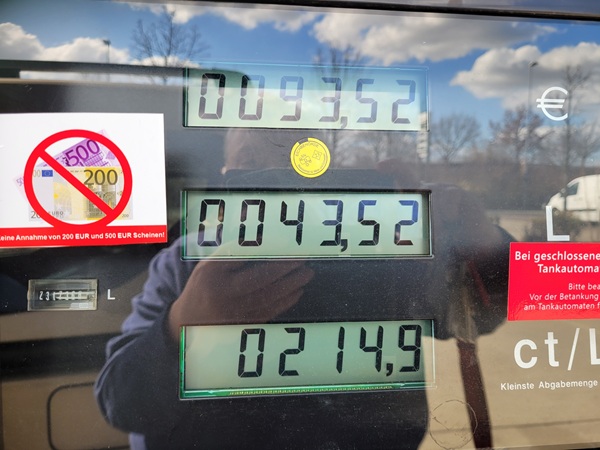 0093,52
€
500
200
Keine Annahme von 200 EUR und 500 EUR Scheinen!
0043,52
L
L
Bei geschlossene
Tankautoma
Bitte bea
Vor der Betankung
am Tankautomaten f
0214,9
ct/L
Kleinste Abgabemenge